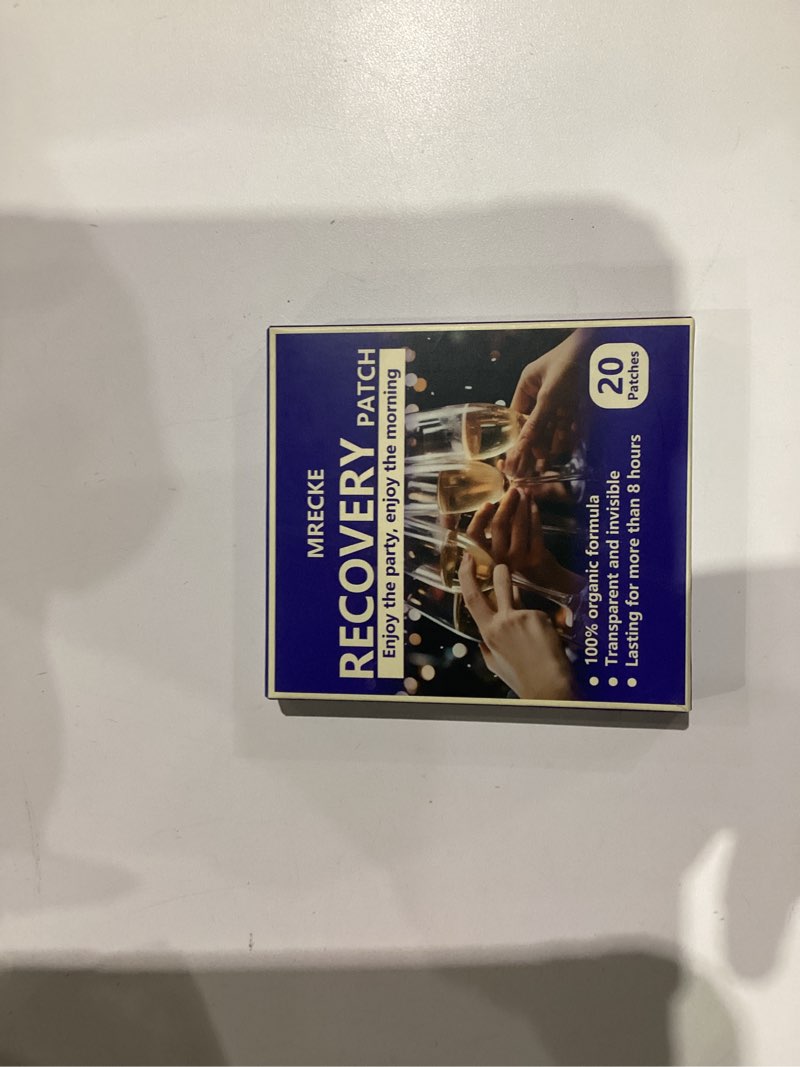 MRECKE
RECOVERY PATCH
Enjoy the party, enjoy the morning
• 100% organic formula
• Transparent and invisible
• Lasting for more than 8 hours
20
Patches